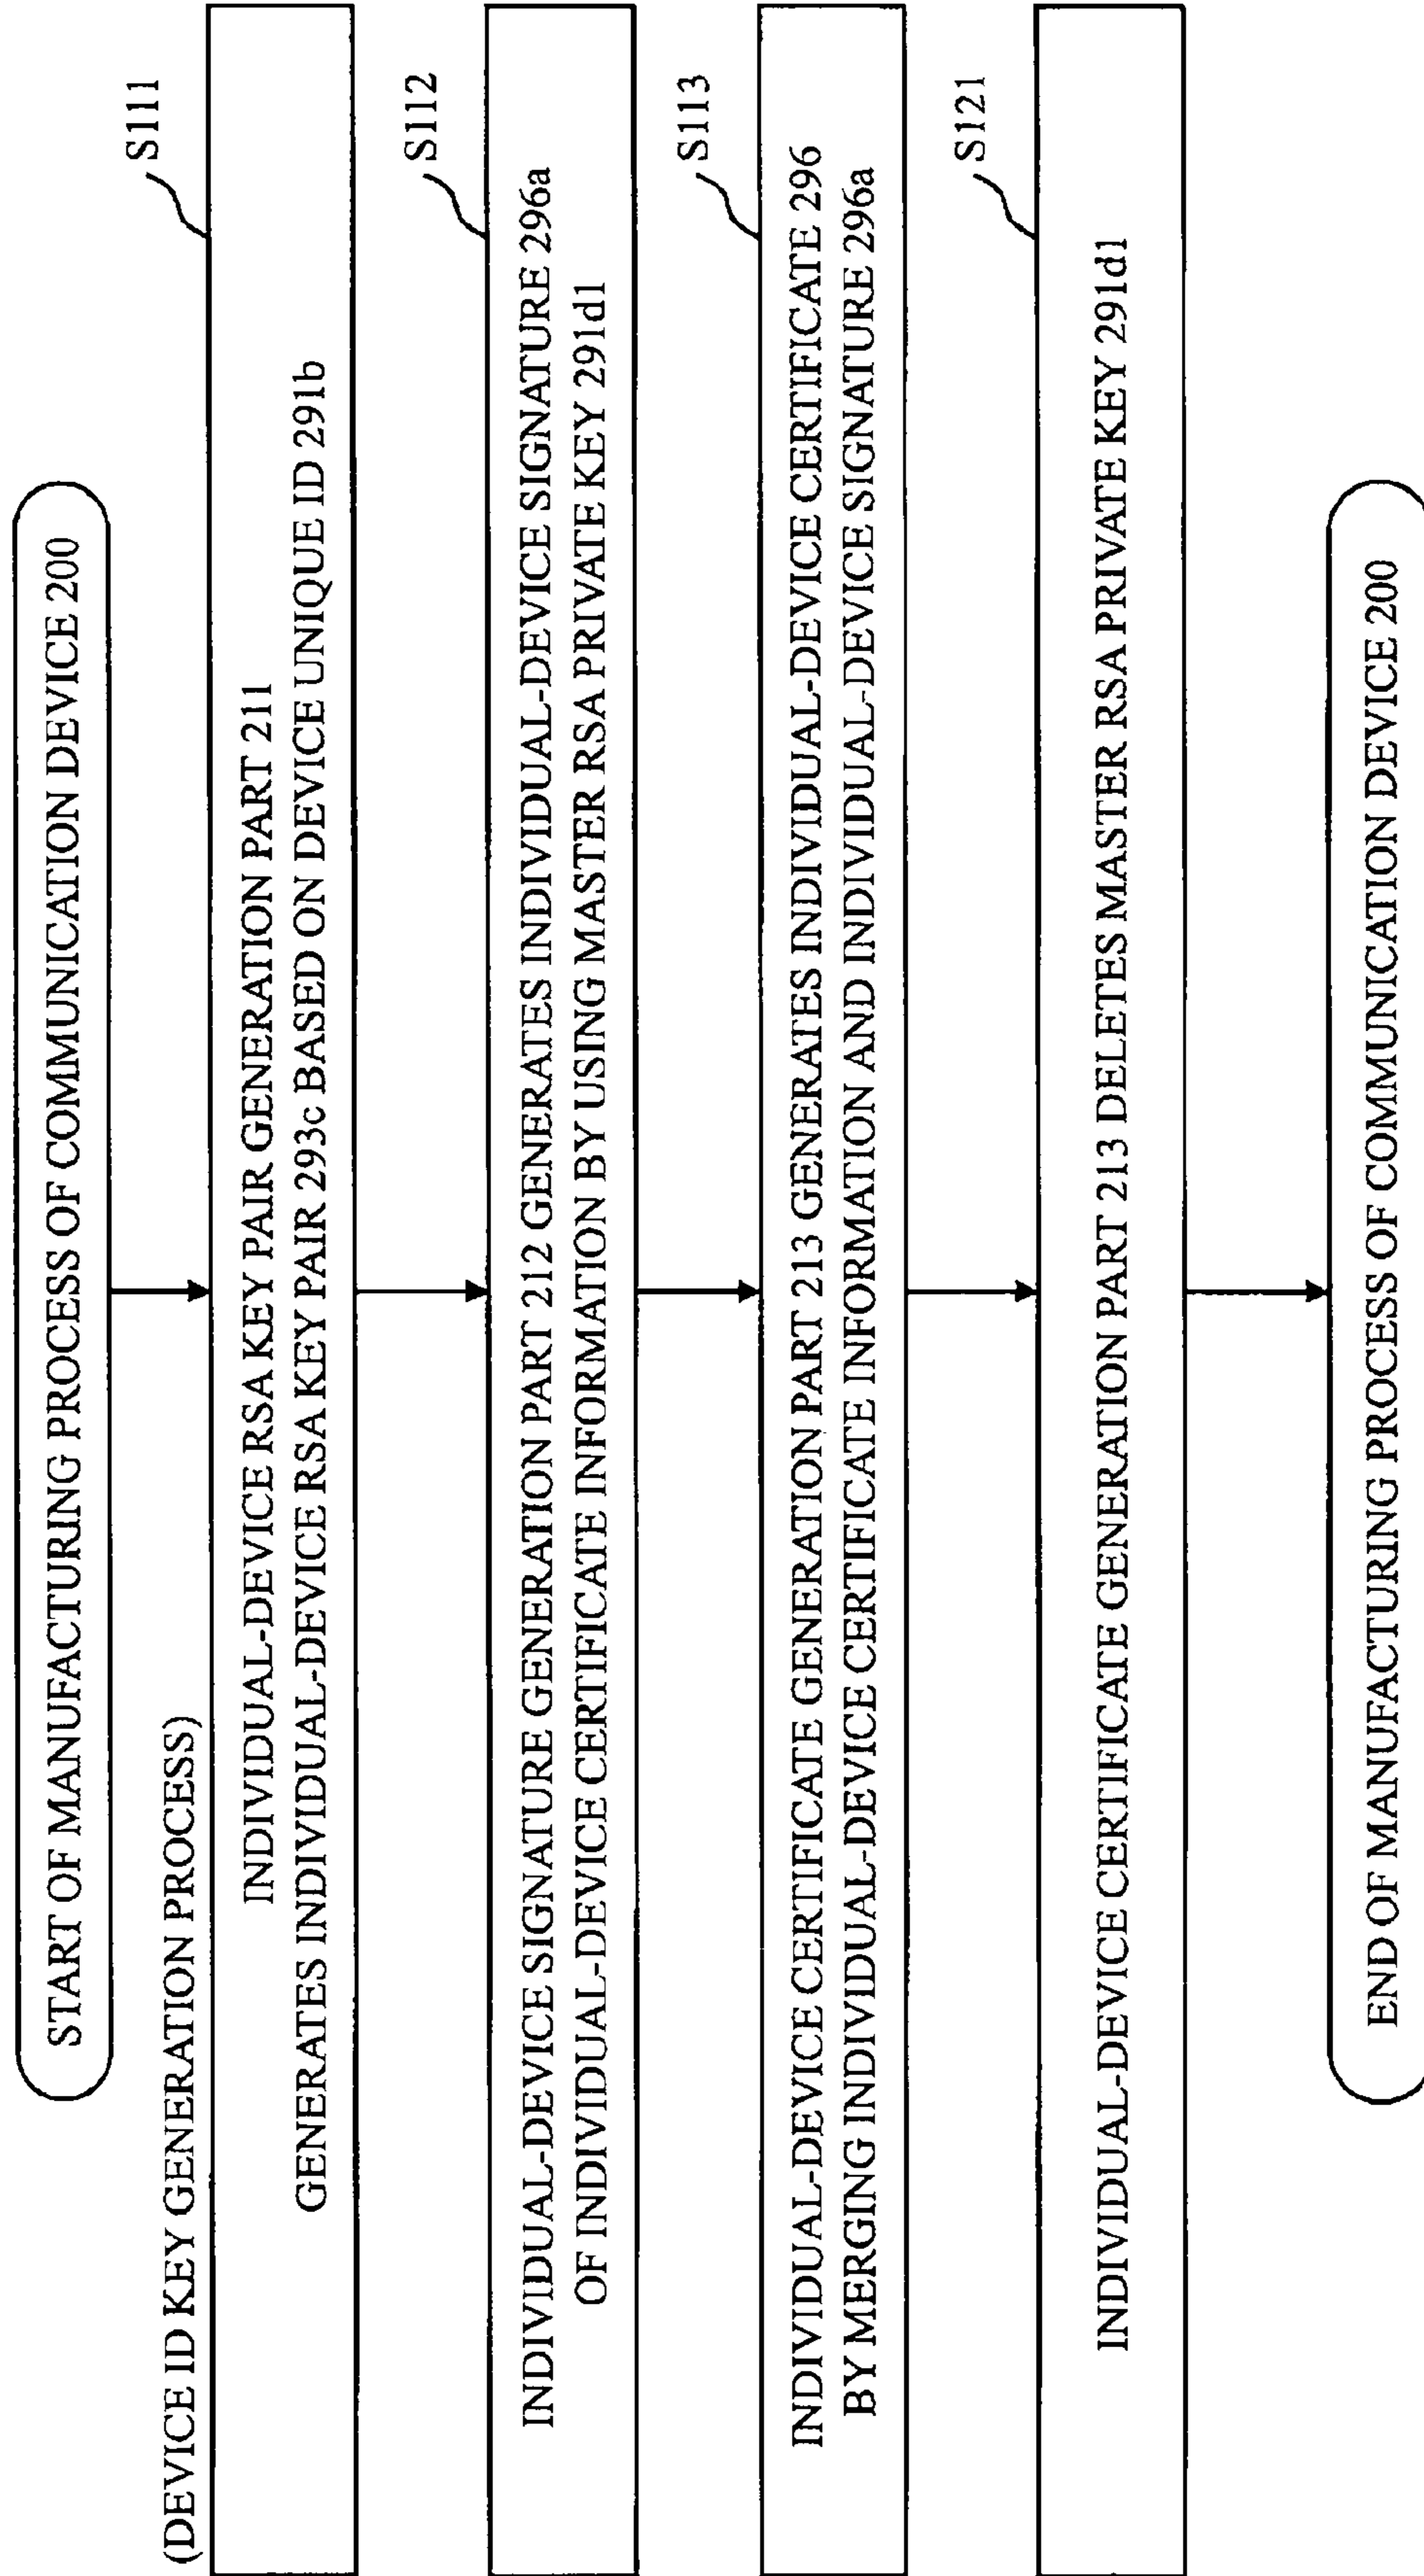 START OF MANUFACTURING PROCESS OF COMMUNICATION DEVICE 200
(DEVICE ID KEY GENERATION PROCESS)
S111
INDIVIDUAL-DEVICE RSA KEY PAIR GENERATION PART 211
GENERATES INDIVIDUAL-DEVICE RSA KEY PAIR 293c BASED ON DEVICE UNIQUE ID 291b
S112
INDIVIDUAL-DEVICE SIGNATURE GENERATION PART 212 GENERATES INDIVIDUAL-DEVICE SIGNATURE 296a
OF INDIVIDUAL-DEVICE CERTIFICATE INFORMATION BY USING MASTER RSA PRIVATE KEY 291d1
S113
INDIVIDUAL-DEVICE CERTIFICATE GENERATION PART 213 GENERATES INDIVIDUAL-DEVICE CERTIFICATE 296
BY MERGING INDIVIDUAL-DEVICE CERTIFICATE INFORMATION AND INDIVIDUAL-DEVICE SIGNATURE 296a
S121
INDIVIDUAL-DEVICE CERTIFICATE GENERATION PART 213 DELETES MASTER RSA PRIVATE KEY 291d1
END OF MANUFACTURING PROCESS OF COMMUNICATION DEVICE 200